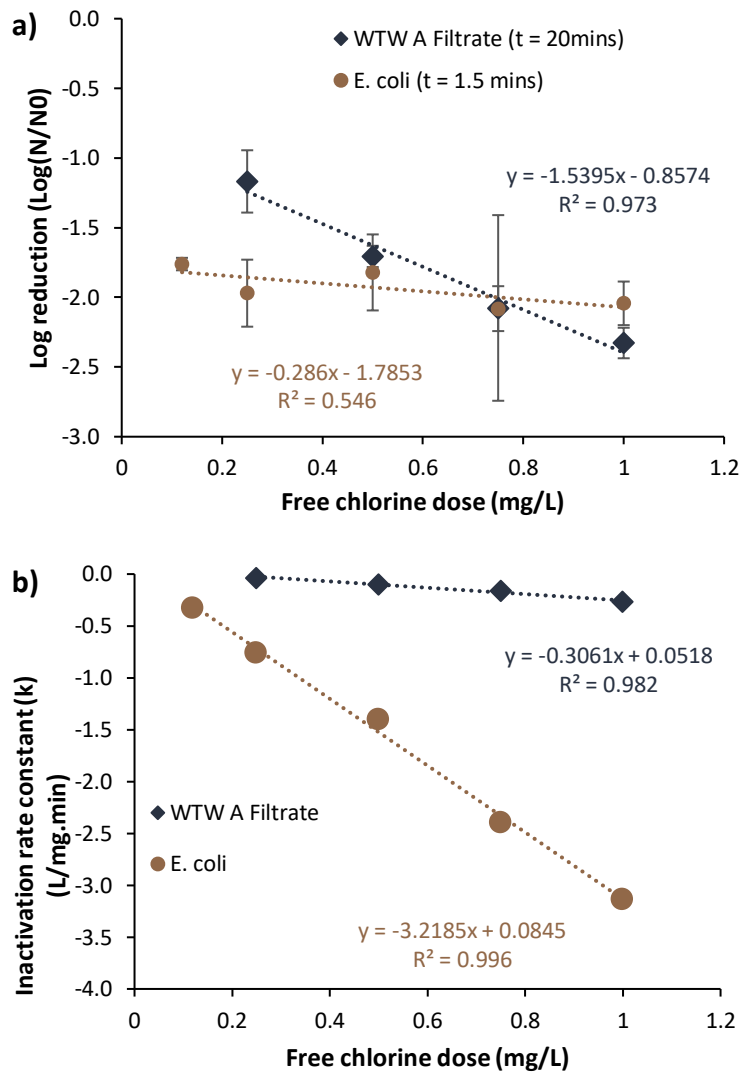 a)
0.0
-0.5
-1.0
-1.5
-2.0
-2.5
-3.0
Log reduction (Log(N/N0)
WTW A Filtrate (t = 20mins)
E. coli (t = 1.5 mins)
y = -1.5395x - 0.8574
R² = 0.973
y = -0.286x - 1.7853
R² = 0.546
0 0.2 0.4 0.6 0.8 1 1.2
Free chlorine dose (mg/L)
b)
0.0
-0.5
-1.0
-1.5
-2.0
-2.5
-3.0
-3.5
-4.0
Inactivation rate constant (k)
(L/mg.min)
y = -0.3061x + 0.0518
R² = 0.982
WTW A Filtrate
E. coli
y = -3.2185x + 0.0845
R² = 0.996
0 0.2 0.4 0.6 0.8 1 1.2
Free chlorine dose (mg/L)